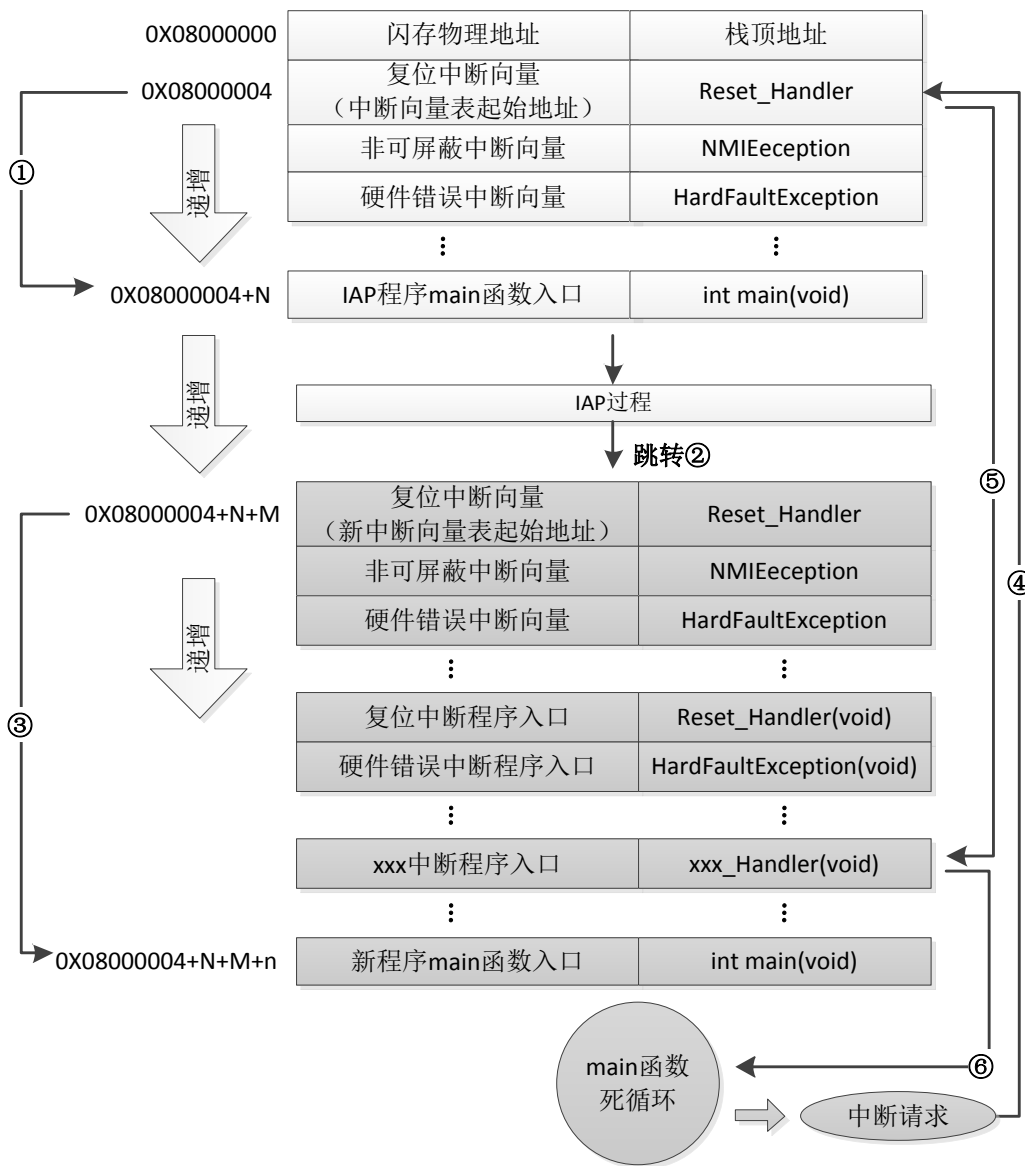 0X08000000
闪存物理地址
栈顶地址
0X08000004
复位中断向量
（中断向量表起始地址）
Reset_Handler
非可屏蔽中断向量
NMIEeception
①
递增
硬件错误中断向量
HardFaultException
⋮
⋮
0X08000004+N
IAP程序main函数入口
int main(void)
递增
IAP过程
跳转②
⑤
0X08000004+N+M
复位中断向量
（新中断向量表起始地址）
Reset_Handler
非可屏蔽中断向量
NMIEeception
④
硬件错误中断向量
HardFaultException
递增
⋮
⋮
③
复位中断程序入口
Reset_Handler(void)
硬件错误中断程序入口
HardFaultException(void)
⋮
⋮
xxx中断程序入口
xxx_Handler(void)
⋮
⋮
0X08000004+N+M+n
新程序main函数入口
int main(void)
⑥
main函数
死循环
中断请求